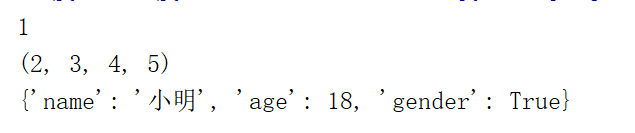 1
(2, 3, 4, 5)
{'name': '小明', 'age': 18, 'gender': True}